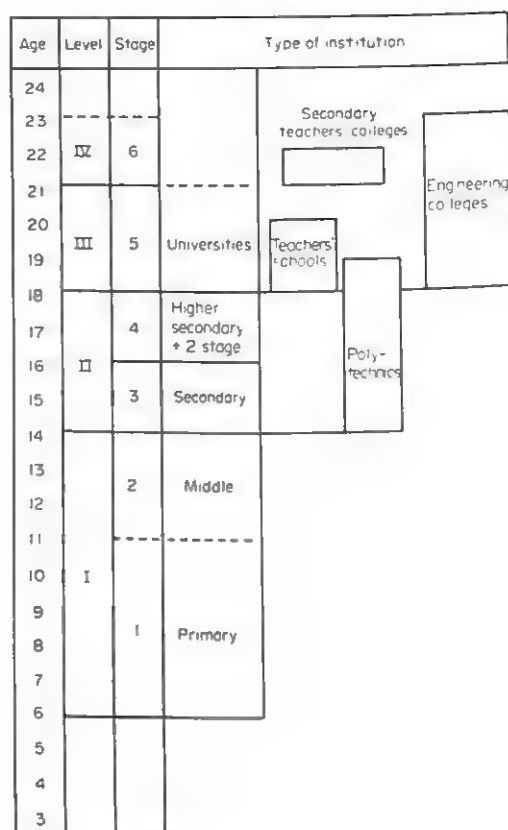 Age Level Stage Type of institution
24
23
22 IV 6
21
20
19 III 5 Universities
18
17
16 II
15
14
13
12
11
10 I
9
8
7
6
5
4
3
4 Higher
secondary
+ 2 stage
3 Secondary
2 Middle
1 Primary
Secondary
teachers colleges
Engineering
colleges
Teachers'
schools
Poly-
technics